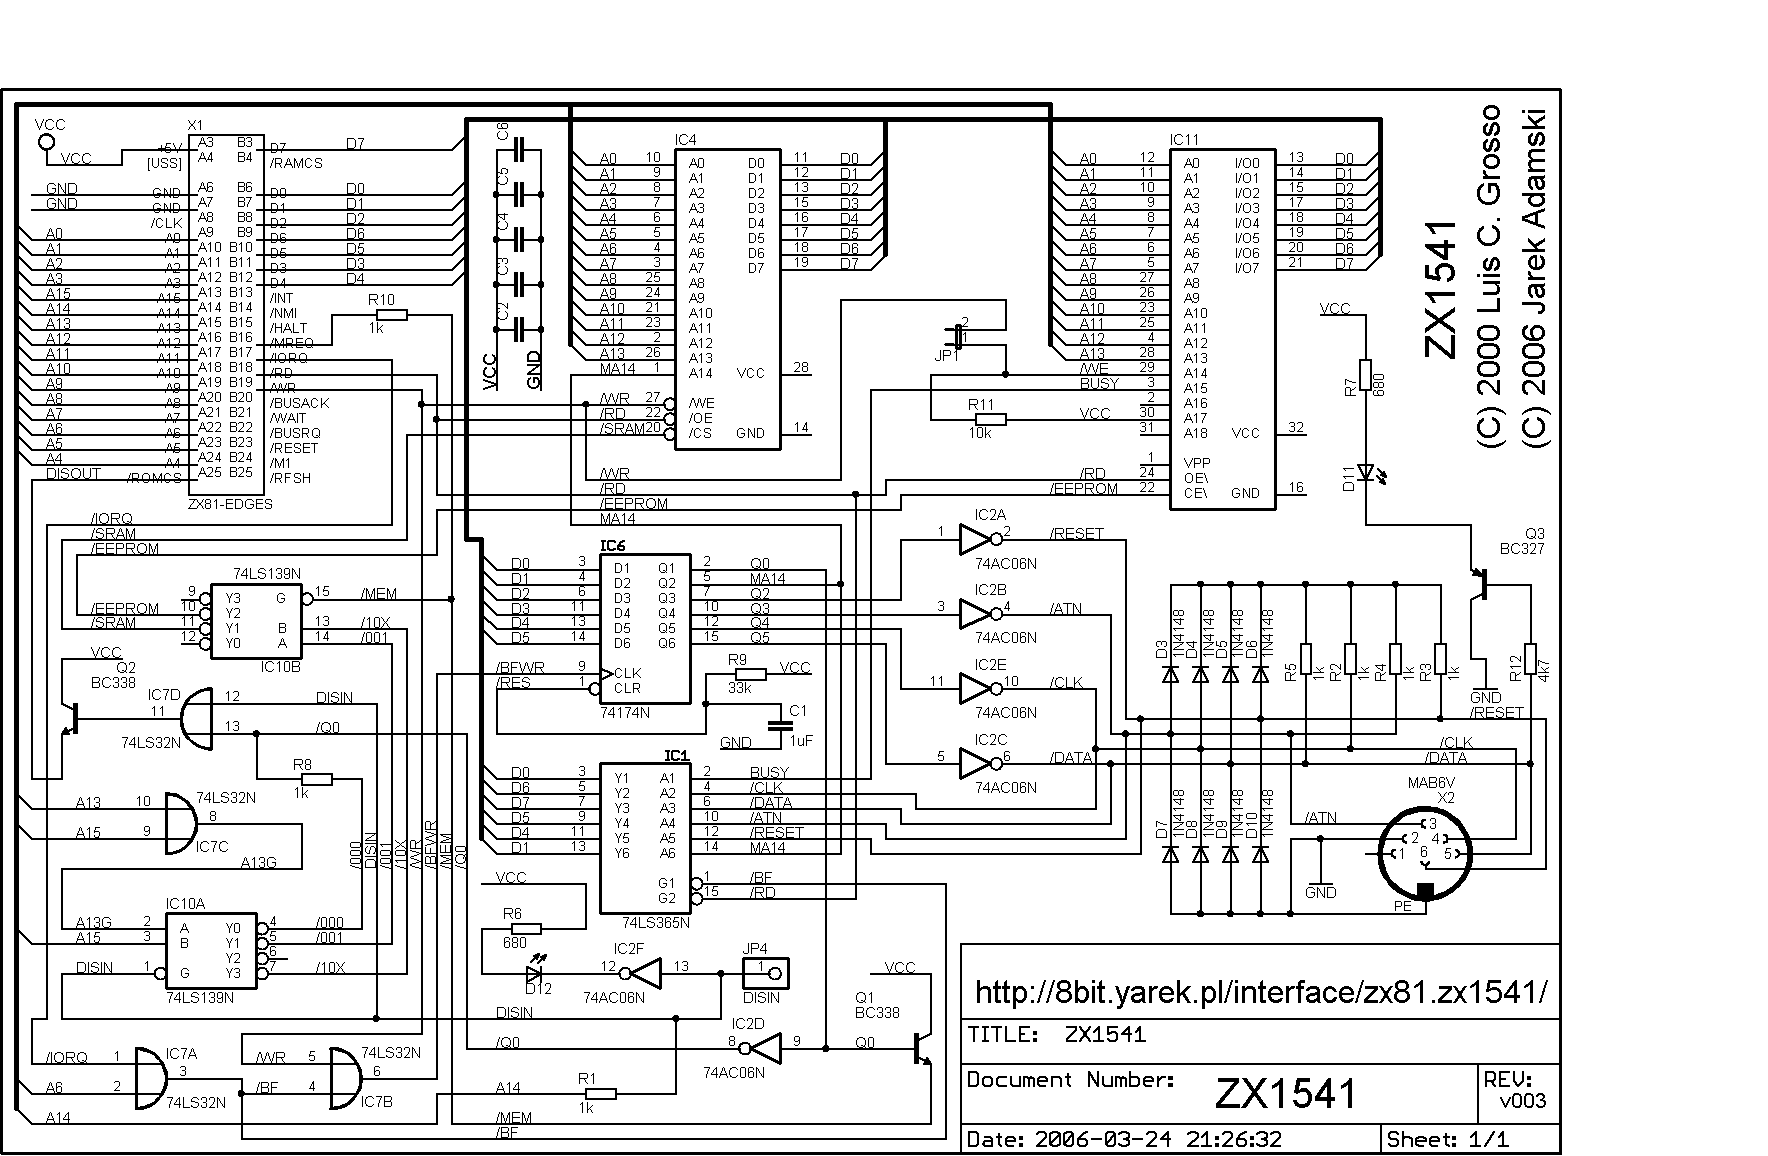 VCC
VCC
X1
+5V A3 B3 D7 D7
[USS] A4 B4 /RAMCS
GND GND A6 B6 D0 D0
GND GND A7 B7 D1 D1
/CLK A8 B8 D2 D2
A0 A0 A9 B9 D6 D6
A1 A1 A10 B10 D5 D5
A2 A2 A11 B11 D3 D3
A3 A3 A12 B12 D4 D4
A15 A15 A13 B13 /INT
A14 A14 A14 B14 /NMI
A13 A13 A15 B15 /HALT
A12 A12 A16 B16 /MREQ
A11 A11 A17 B17 /IORQ
A10 A10 A18 B18 /RD
A9 A9 A19 B19 /WR
A8 A8 A20 B20 /BUSACK
A7 A7 A21 B21 /WAIT
A6 A6 A22 B22 /BUSRQ
A5 A5 A23 B23 /RESET
A4 A4 A24 B24 /M1
DISOUT /ROMCS A25 B25 /RFSH
ZX81-EDGES
R10
1k
C6
C5
C4
C3
C2
VCC
GND
IC4
A0 10 A0 D0 11 D0
A1 9 A1 D1 12 D1
A2 8 A2 D2 13 D2
A3 7 A3 D3 15 D3
A4 6 A4 D4 16 D4
A5 5 A5 D5 17 D5
A6 4 A6 D6 18 D6
A7 3 A7 D7 19 D7
A8 25 A8
A9 24 A9
A10 21 A10
A11 23 A11
A12 2 A12
A13 26 A13
MA14 1 A14 VCC 28
/WR 27 /WE
/RD 22 /OE
/SRAM 20 /CS GND 14
/WR
/RD
/EEPROM
MA14
2
1
JP1
R11
10k
VCC
IC11
A0 12 A0 I/O0 13 D0
A1 11 A1 I/O1 14 D1
A2 10 A2 I/O2 15 D2
A3 9 A3 I/O3 17 D3
A4 8 A4 I/O4 18 D4
A5 7 A5 I/O5 19 D5
A6 6 A6 I/O6 20 D6
A7 5 A7 I/O7 21 D7
A8 27 A8
A9 26 A9
A10 23 A10
A11 25 A11
A12 4 A12
A13 28 A13
/WE 29 A14
BUSY 3 A15
2 A16
30 A17
31 A18 VCC 32
1 VPP
/RD 24 OE\
/EEPROM 22 CE\ GND 16
VCC
R7
680
D11
ZX1541
(C) 2000 Luis C. Grosso
(C) 2006 Jarek Adamski
/IORQ
/SRAM
/EEPROM
74LS139N
9 Y3 G 15 /MEM
/EEPROM 10 Y2
/SRAM 11 Y1 B 13 /10X
12 Y0 A 14 /001
IC10B
VCC
Q2
BC338
IC7D
12 DISIN
11
13 /Q0
74LS32N
R8
1k
A13 10
74LS32N
8
A15 9
IC7C
A13G
/000
DISIN
/001
/10X
/WR
/BFWR
/MEM
/Q0
IC10A
A13G 2 A Y0 4 /000
A15 3 B Y1 5 /001
Y2 6
DISIN 1 G Y3 7 /10X
74LS139N
/IORQ 1 IC7A
3
A6 2
74LS32N
A14
/WR 5 74LS32N
6
/BF 4
IC7B
IC6
D0 3 D1 Q1 2 Q0
D1 4 D2 Q2 5 MA14
D2 6 D3 Q3 7 Q2
D3 11 D4 Q4 10 Q3
D4 13 D5 Q5 12 Q4
D5 14 D6 Q6 15 Q5
/BFWR 9 CLK
/RES 1 CLR
74174N
R9
33k
VCC
C1
1uF
GND
IC1
D0 3 Y1 A1 2 BUSY
D6 5 Y2 A2 4 /CLK
D7 7 Y3 A3 6 /DATA
D5 9 Y4 A4 10 /ATN
D4 11 Y5 A5 12 /RESET
D1 13 Y6 A6 14 MA14
G1 1 /BF
G2 15 /RD
74LS365N
VCC
R6
680
D12
IC2F
12 13
74AC06N
JP4
1
DISIN
DISIN
/Q0
IC2D
8 9
74AC06N
VCC
Q1
BC338
Q0
A14
R1
1k
/MEM
/BF
IC2A
1 2 /RESET
74AC06N
IC2B
3 4 /ATN
74AC06N
IC2E
11 10 /CLK
74AC06N
IC2C
5 6 /DATA
74AC06N
Q3
BC327
D3
1N4148
D4
1N4148
D5
1N4148
D6
1N4148
R5
1k
R2
1k
R4
1k
R3
1k
R12
4k7
GND
/RESET
/CLK
/DATA
D7
1N4148
D8
1N4148
D9
1N4148
D10
1N4148
MAB6V
X2
/ATN
3
2 4
1 6 5
GND
PE
http://8bit.yarek.pl/interface/zx81.zx1541/
TITLE: ZX1541
Document Number: ZX1541
REV: v003
Date: 2006-03-24 21:26:32 Sheet: 1/1